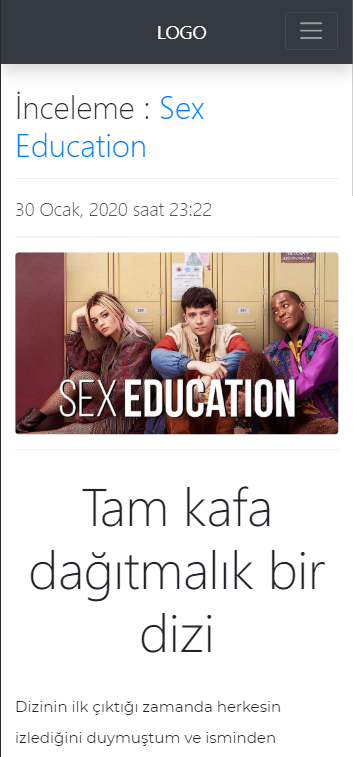 LOGO
İnceleme : Sex
Education
30 Ocak, 2020 saat 23:22
SEX EDUCATION
Tam kafa
dağıtmalık bir
dizi
Dizinin ilk çıktığı zamanda herkesin
izlediğini duymuştum ve isminden